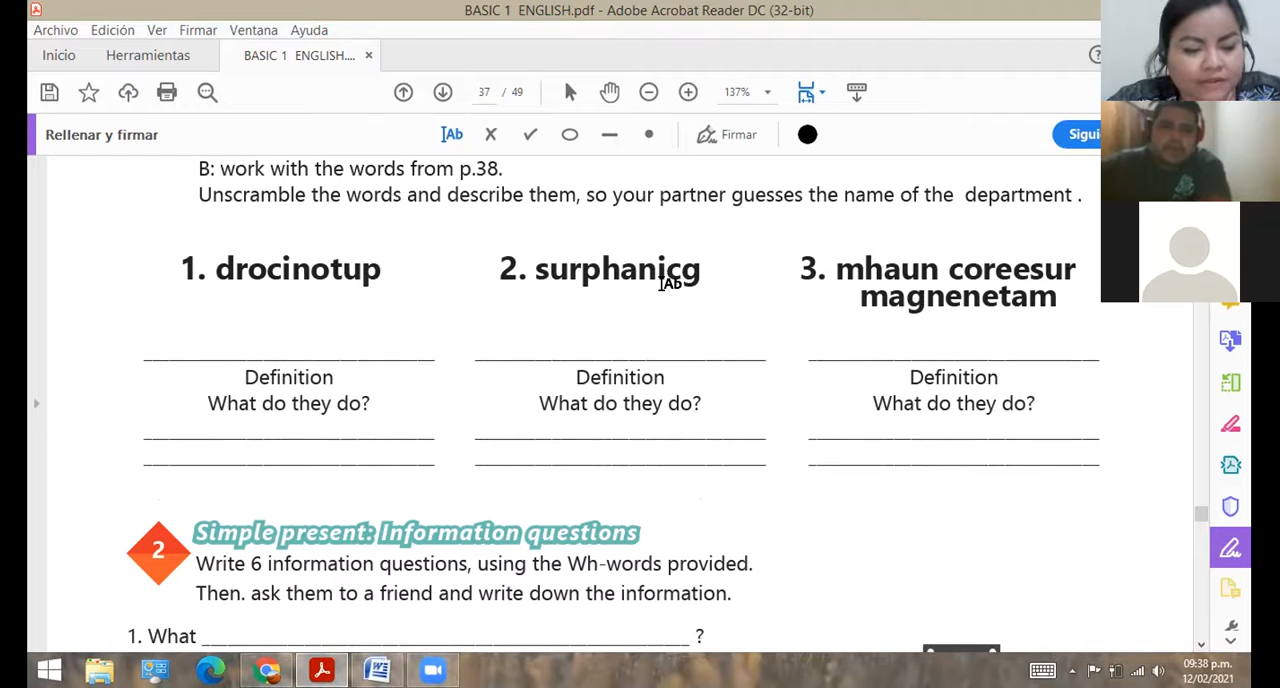 BASIC 1 ENGLISH.pdf - Adobe Acrobat Reader DC (32-bit)
Archivo Edición Ver Firmar Ventana Ayuda
Inicio Herramientas BASIC 1 ENGLISH.... ×
37 / 49 137%
Rellenar y firmar Ab Firmar Sigui
B: work with the words from p.38.
Unscramble the words and describe them, so your partner guesses the name of the department .
1. drocinotup 2. surphanicg 3. mhaun coreesur
magnenetam
Ab
Definition Definition Definition
What do they do? What do they do? What do they do?
2 Simple present: Information questions
Write 6 information questions, using the Wh-words provided.
Then. ask them to a friend and write down the information.
1. What ______ ?
09:38 p.m.
12/02/2021